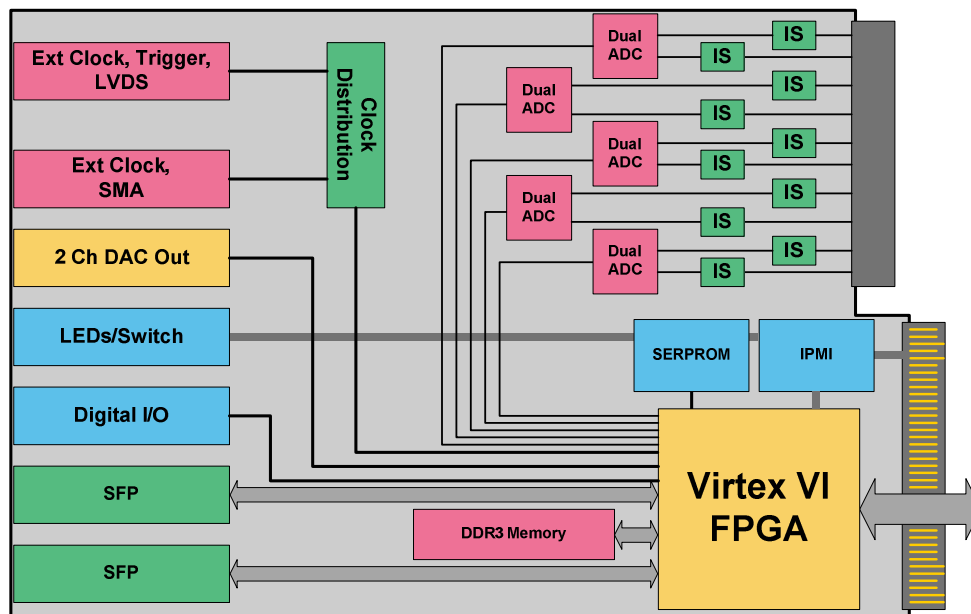 Ext Clock, Trigger,
LVDS
Clock
Distribution
Ext Clock,
SMA
2 Ch DAC Out
LEDs/Switch
Digital I/O
SFP
SFP
Dual
ADC
IS
IS
Dual
ADC
IS
IS
Dual
ADC
IS
IS
Dual
ADC
IS
IS
Dual
ADC
IS
IS
SERPROM
IPMI
Virtex VI
FPGA
DDR3 Memory